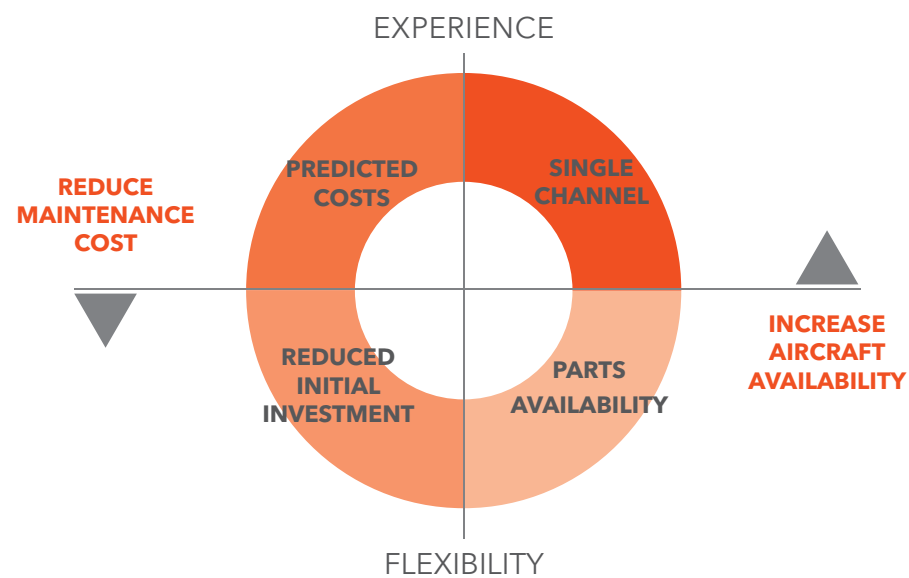 EXPERIENCE
PREDICTED
COSTS
SINGLE
CHANNEL
REDUCE
MAINTENANCE
COST
INCREASE
AIRCRAFT
AVAILABILITY
REDUCED
INITIAL
INVESTMENT
PARTS
AVAILABILITY
FLEXIBILITY